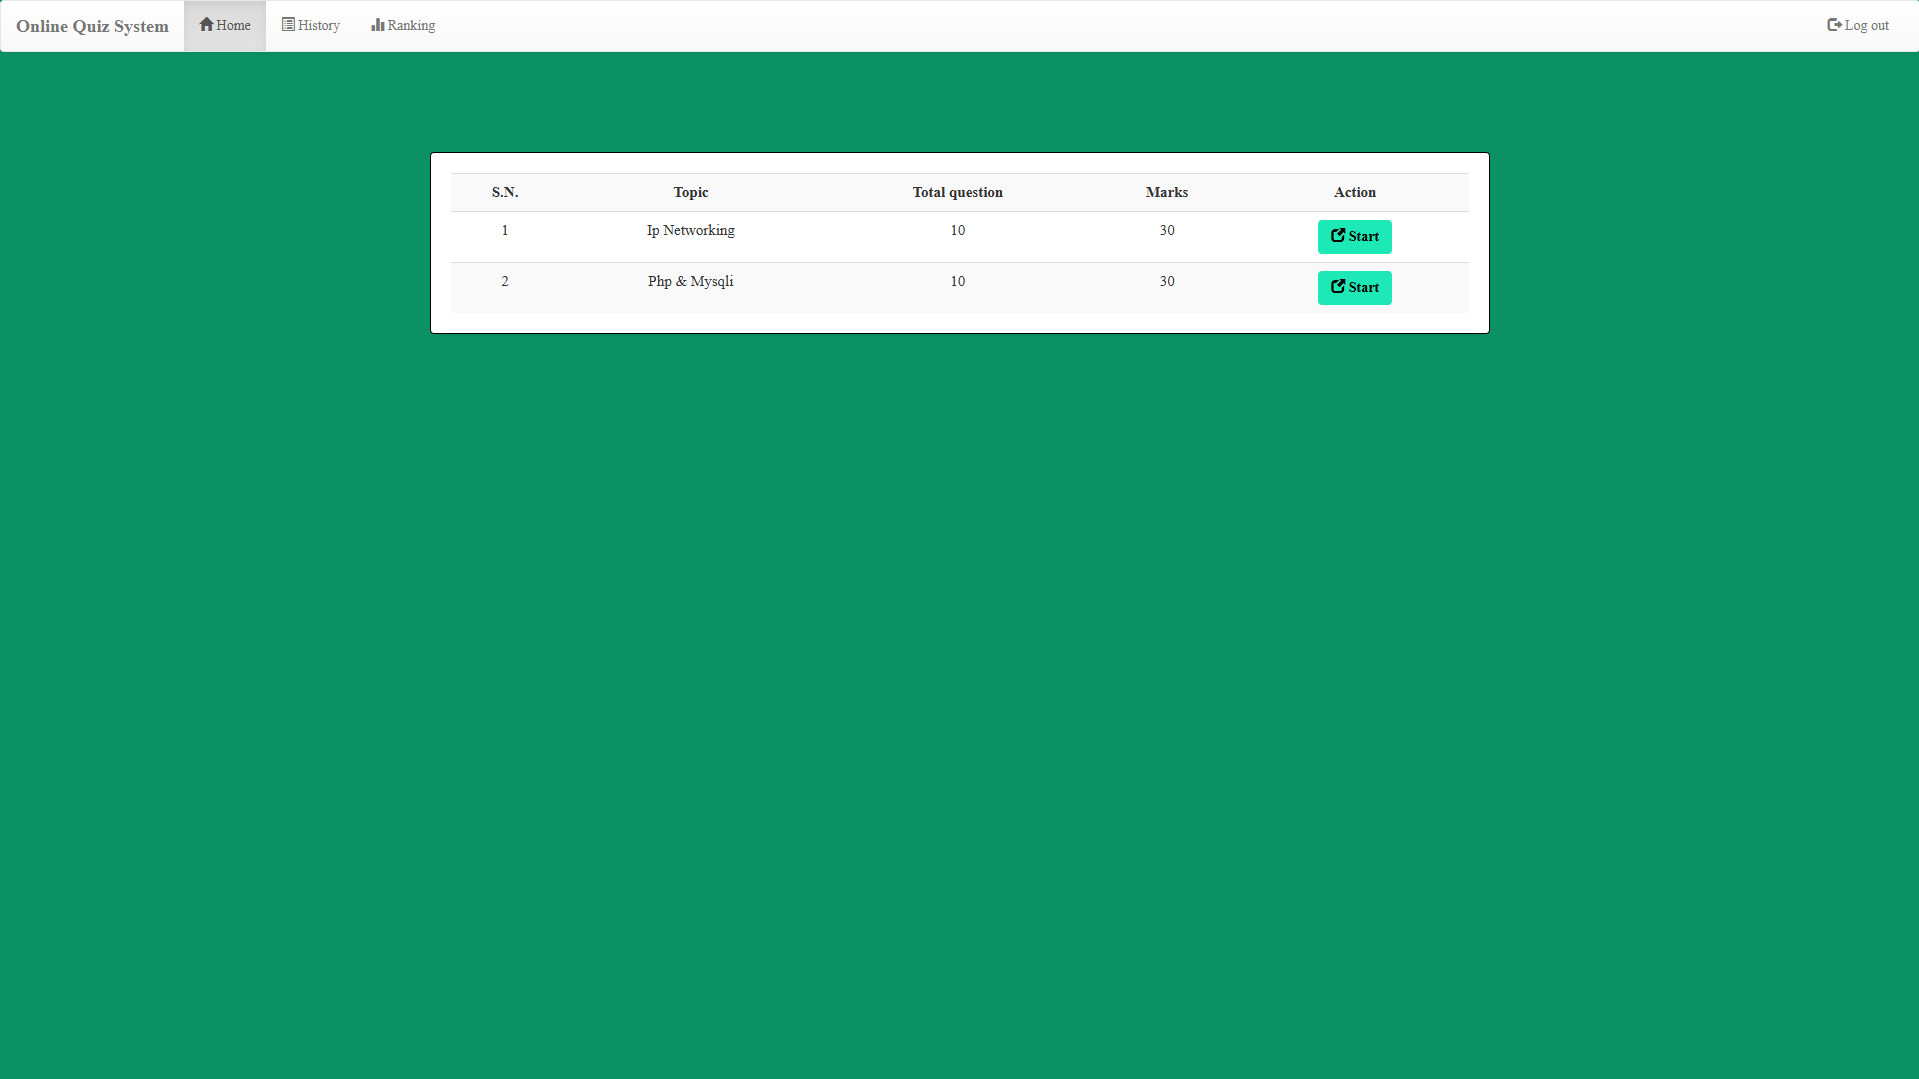 Online Quiz System Home History Ranking Log out
S.N. Topic Total question Marks Action
1 Ip Networking 10 30 Start
2 Php & Mysqli 10 30 Start